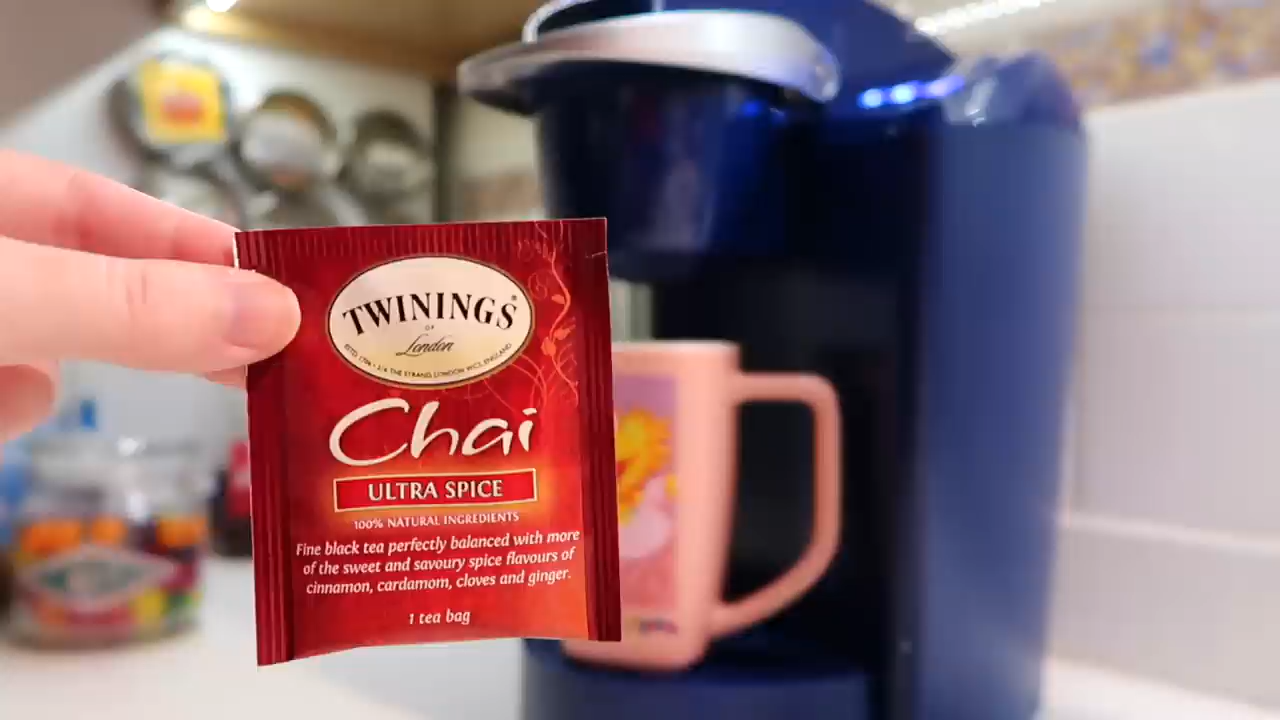 TWININGS®
OF
London
ESTD 1706 • 216 THE STRAND, LONDON WC2, ENGLAND
Chai
ULTRA SPICE
100% NATURAL INGREDIENTS
Fine black tea perfectly balanced with more
of the sweet and savoury spice flavours of
cinnamon, cardamom, cloves and ginger.
1 tea bag